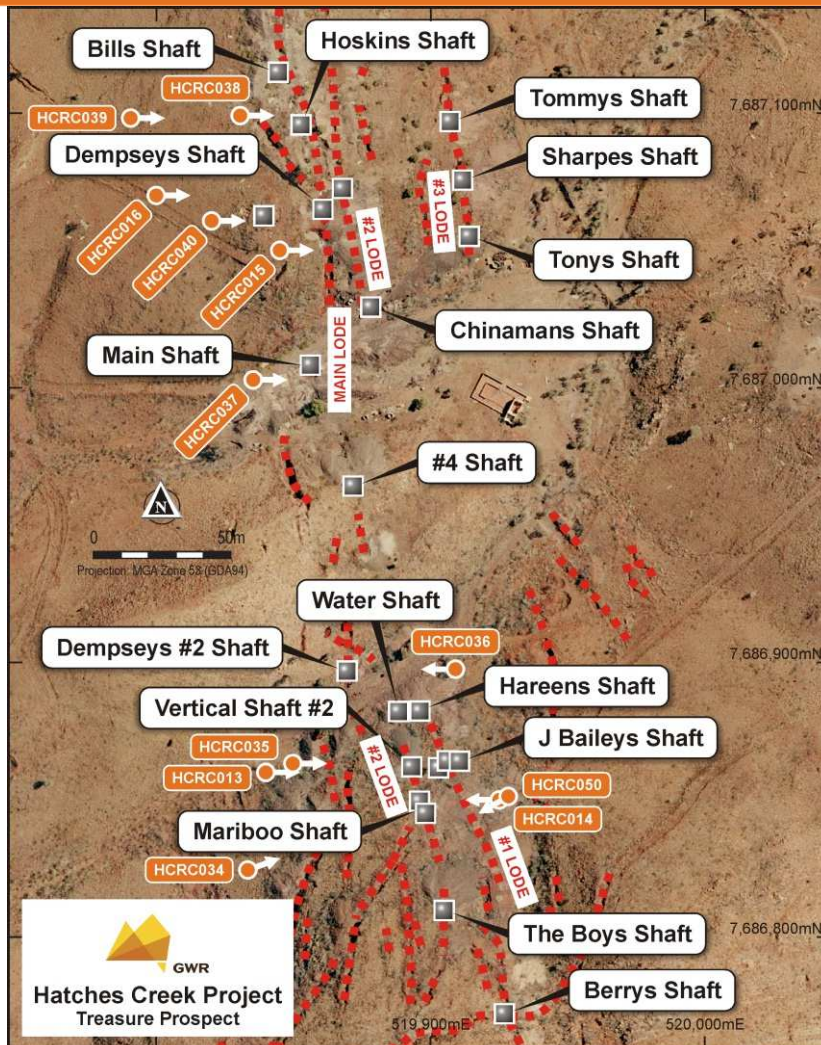 Bills Shaft
Hoskins Shaft
HCRC038
HCRC039
Tommys Shaft
7,687,100mN
Dempseys Shaft
Sharpes Shaft
HCRC016
HCRC040
HCRC015
#2 LODE
#3 LODE
Tonys Shaft
Chinamans Shaft
MAIN LODE
Main Shaft
7,687,000mN
HCRC037
#4 Shaft
N
0 50m
Projection: MGA Zone 53 (GDA94)
Water Shaft
HCRC036
7,686,900mN
Dempseys #2 Shaft
Hareens Shaft
Vertical Shaft #2
J Baileys Shaft
HCRC035
HCRC013
#2 LODE
HCRC050
HCRC014
Mariboo Shaft
#1 LODE
HCRC034
The Boys Shaft
7,686,800mN
GWR
Hatches Creek Project
Treasure Prospect
Berrys Shaft
519,900mE
520,000mE